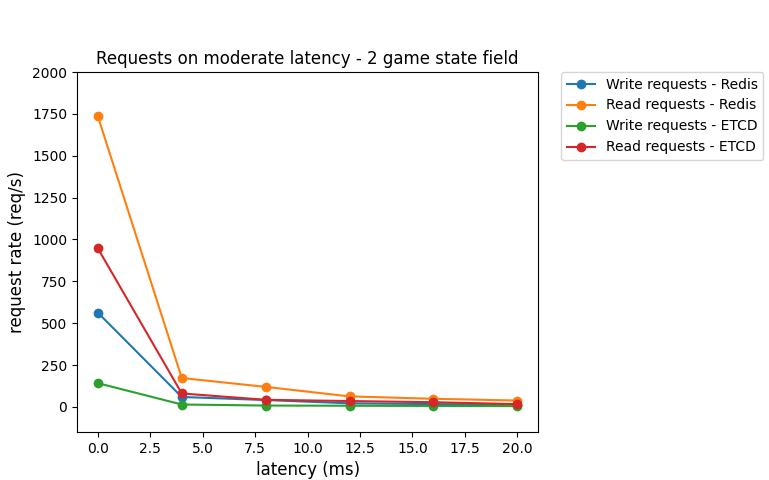 Requests on moderate latency - 2 game state field
Write requests - Redis
Read requests - Redis
Write requests - ETCD
Read requests - ETCD
request rate (req/s)
2000
1750
1500
1250
1000
750
500
250
0
0.0 2.5 5.0 7.5 10.0 12.5 15.0 17.5 20.0
latency (ms)